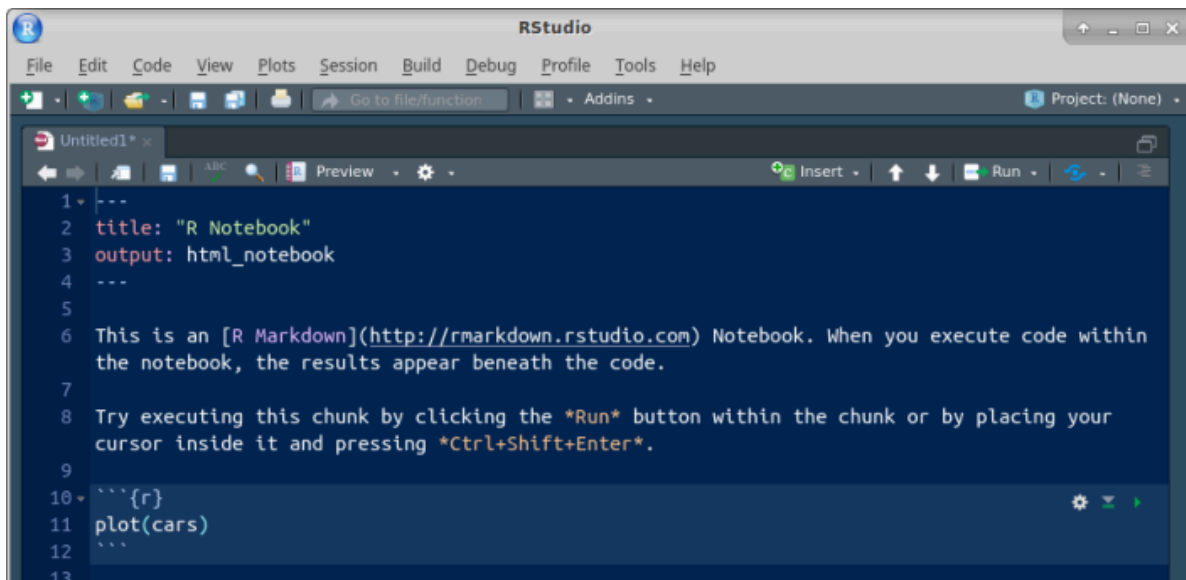 R RStudio
File Edit Code View Plots Session Build Debug Profile Tools Help
Go to file/function Addins R Project: (None)
Untitled1*
ABC R Preview C Insert Run
1 ---
2 title: "R Notebook"
3 output: html_notebook
4 ---
5
6 This is an [R Markdown](http://rmarkdown.rstudio.com) Notebook. When you execute code within
the notebook, the results appear beneath the code.
7
8 Try executing this chunk by clicking the *Run* button within the chunk or by placing your
cursor inside it and pressing *Ctrl+Shift+Enter*.
9
10 ```{r}
11 plot(cars)
12 ```
13